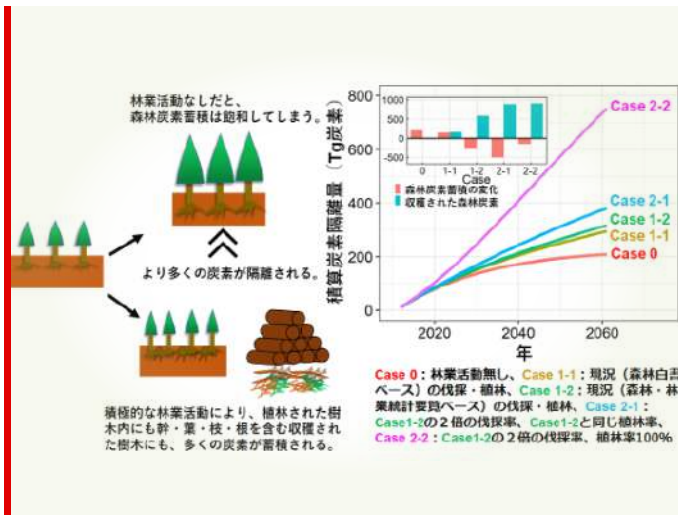 林業活動なしだと、
森林炭素蓄積は飽和してしまう。
より多くの炭素が隔離される。
積極的な林業活動により、植林された樹
木内にも幹・葉・枝・根を含む収穫され
た樹木にも、多くの炭素が蓄積される。
積算炭素隔離量（Tg炭素）
800
600
400
200
0
1000
500
0
-500
0
1-1
1-2
2-1
2-2
Case
森林炭素蓄積の変化
収穫された森林炭素
Case 2-2
Case 2-1
Case 1-2
Case 1-1
Case 0
2020
2040
2060
年
Case 0：林業活動無し、Case 1-1：現況（森林白書
ベース）の伐採・植林、Case 1-2：現況（森林・林
業統計要覧ベース）の伐採・植林、Case 2-1：
Case1-2の２倍の伐採率、Case1-2と同じ植林率、
Case 2-2：Case1-2の２倍の伐採率、植林率100%